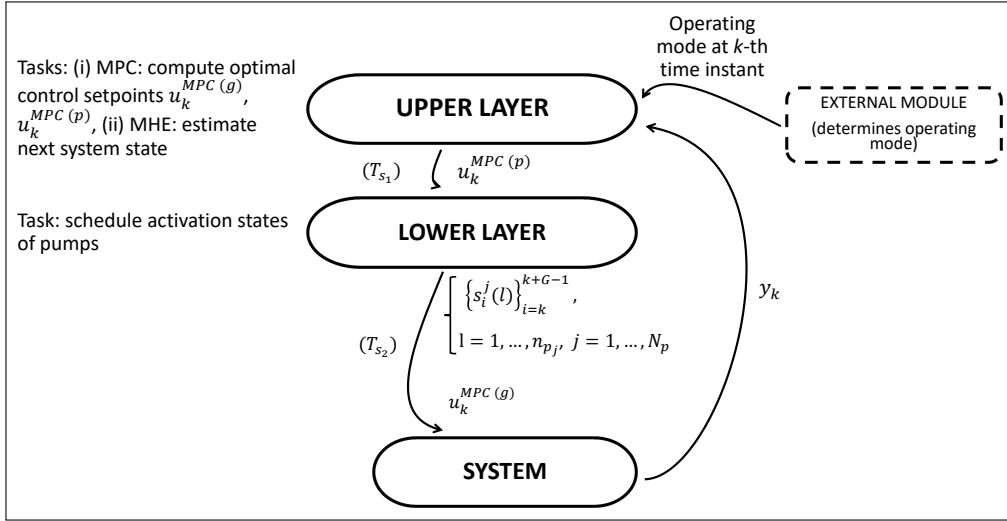 Operating
mode at k-th
time instant
Tasks: (i) MPC: compute optimal
control setpoints u_k^{MPC (g)},
u_k^{MPC (p)}, (ii) MHE: estimate
next system state
UPPER LAYER
EXTERNAL MODULE
(determines operating
mode)
(T_{s_1})
u_k^{MPC (p)}
Task: schedule activation states
of pumps
LOWER LAYER
{s_i^j(l)}_{i=k}^{k+G-1},
l = 1, …, n_{p_j}, j = 1, …, N_p
(T_{s_2})
y_k
u_k^{MPC (g)}
SYSTEM